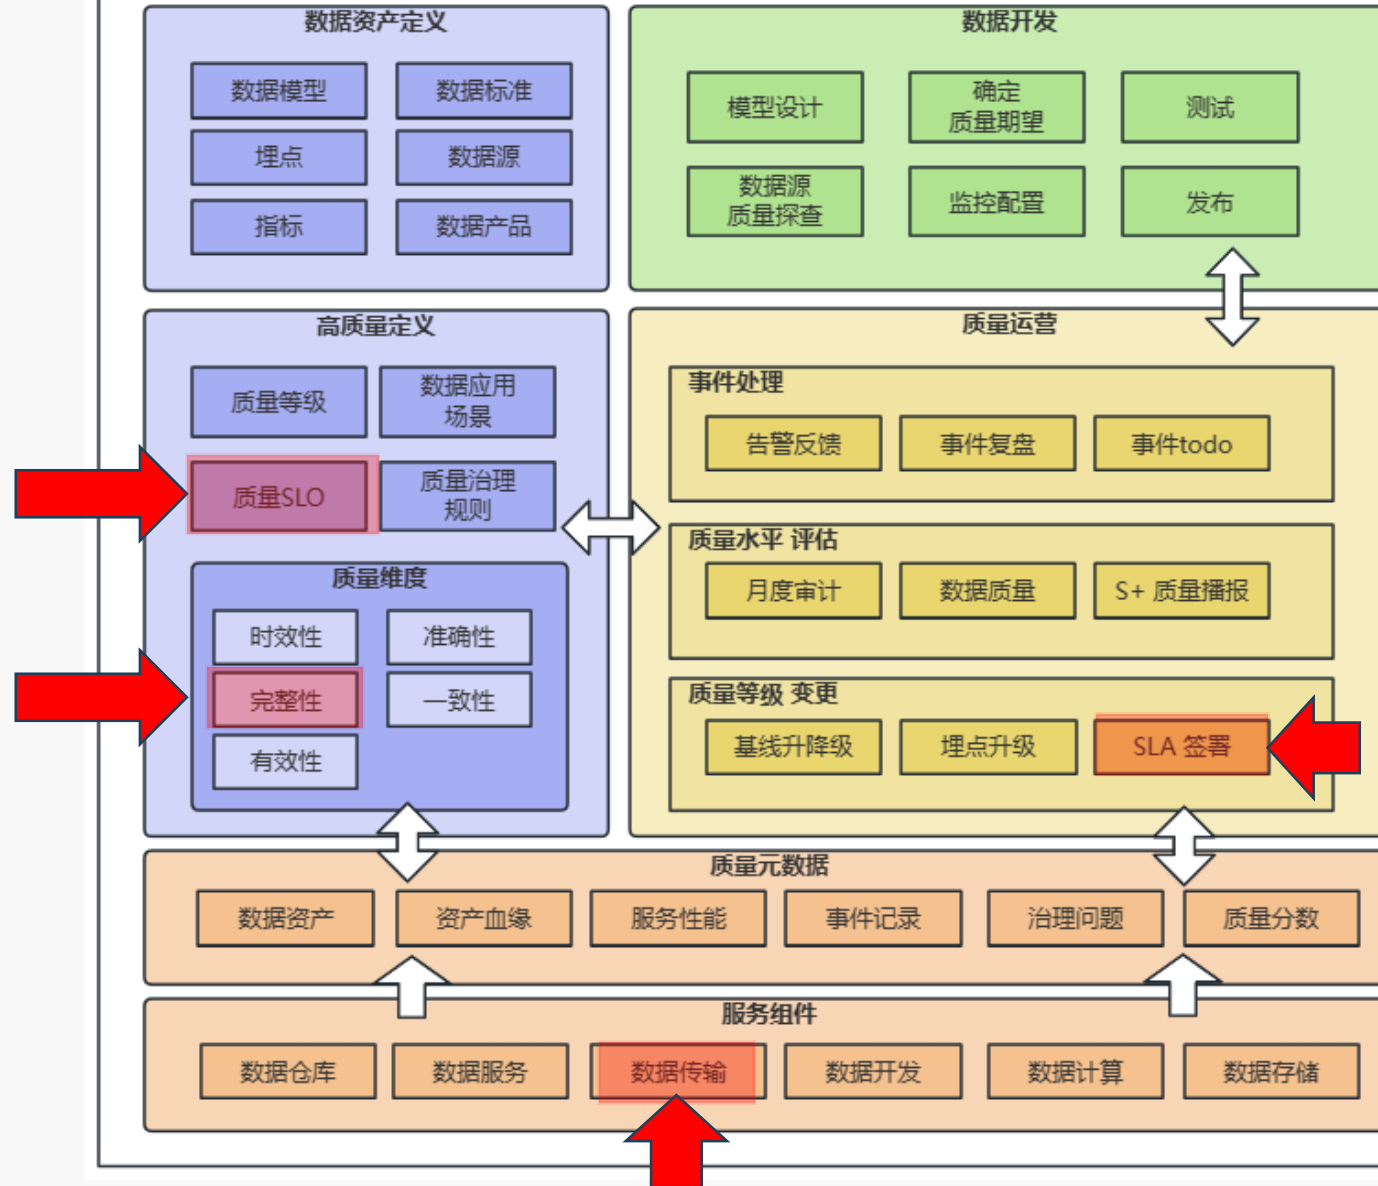 数据资产定义
数据模型
数据标准
埋点
数据源
指标
数据产品
数据开发
模型设计
确定
质量期望
测试
数据源
质量探查
监控配置
发布
高质量定义
质量等级
数据应用
场景
质量SLO
质量治理
规则
质量维度
时效性
准确性
完整性
一致性
有效性
质量运营
事件处理
告警反馈
事件复盘
事件todo
质量水平 评估
月度审计
数据质量
S+ 质量播报
质量等级 变更
基线升降级
埋点升级
SLA 签署
质量元数据
数据资产
资产血缘
服务性能
事件记录
治理问题
质量分数
服务组件
数据仓库
数据服务
数据传输
数据开发
数据计算
数据存储